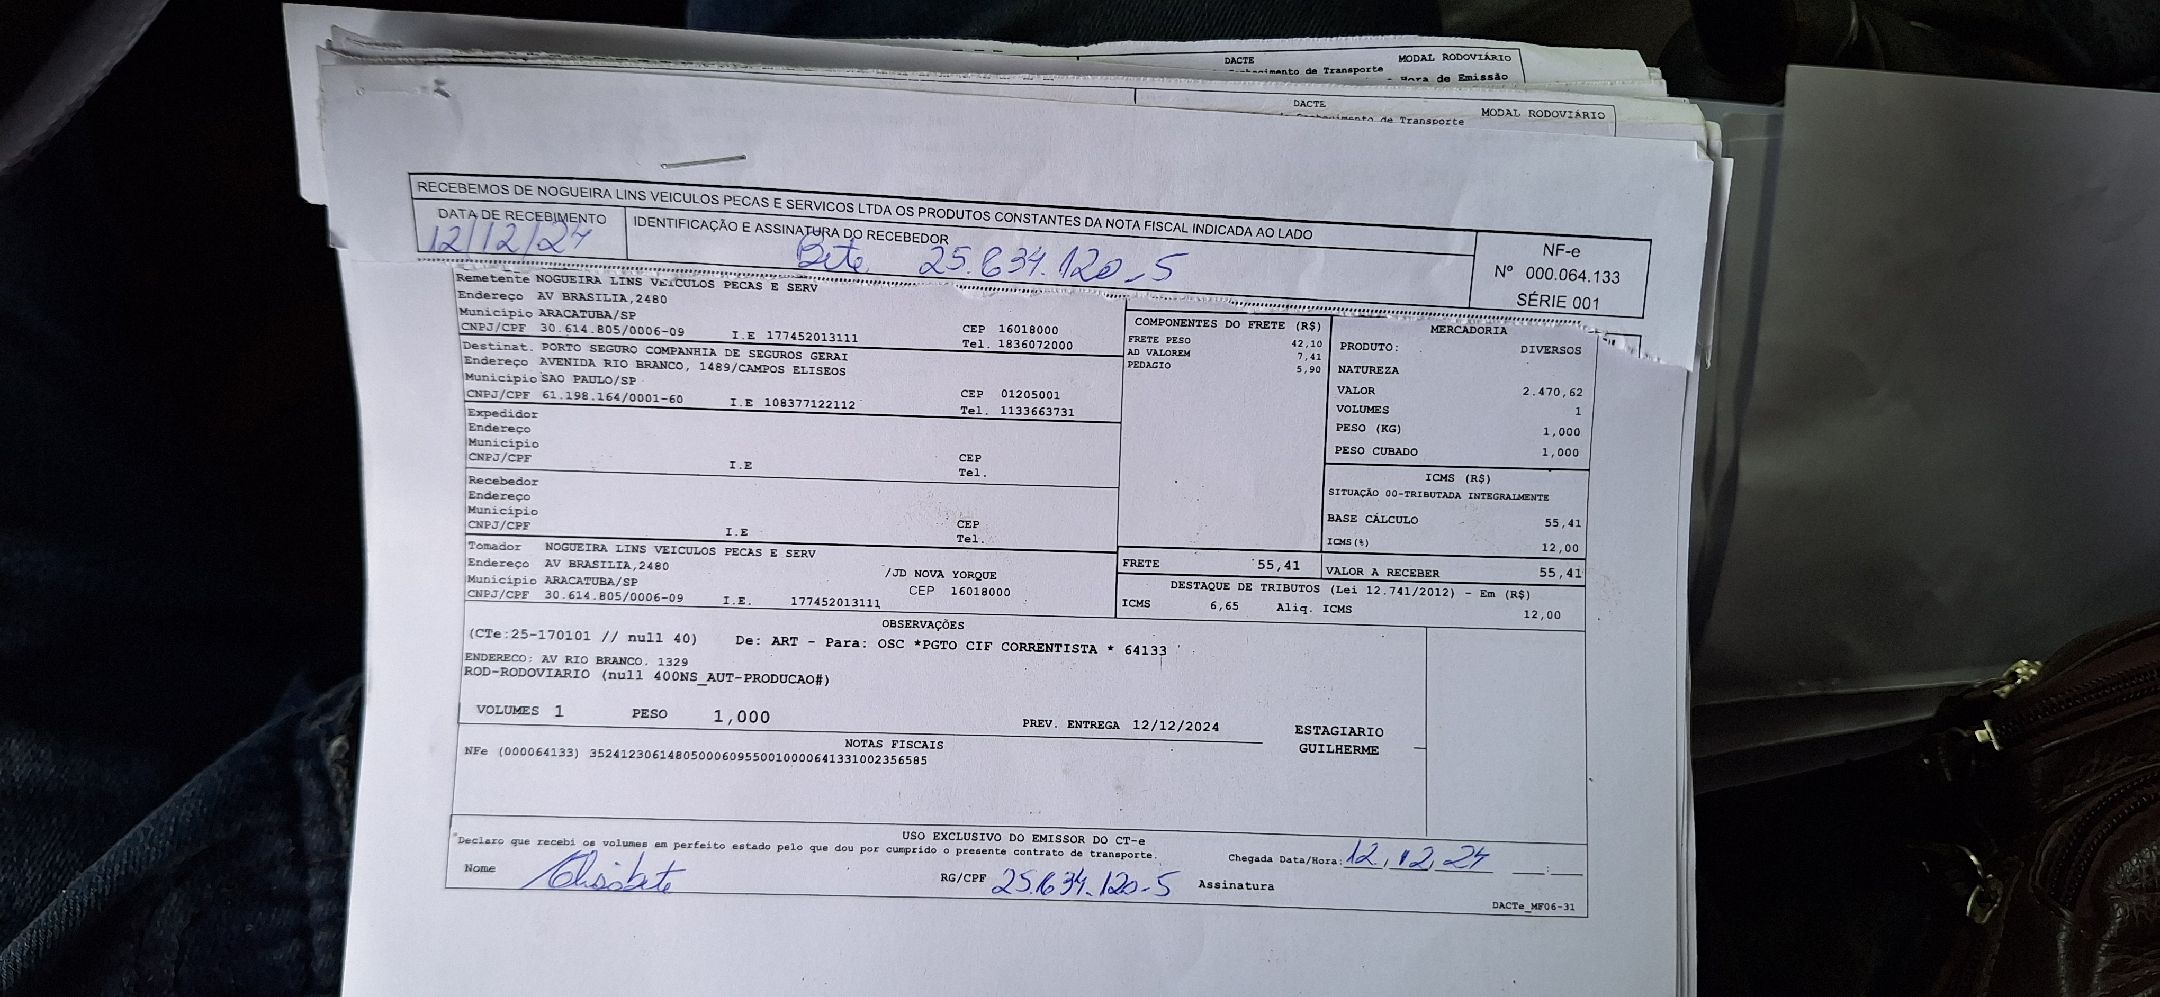 DACTE MODAL RODOVIÁRIO
de Transporte Hora de Emissão
DACTE MODAL RODOVIÁRIO
de Transporte
RECEBEMOS DE NOGUEIRA LINS VEICULOS PECAS E SERVICOS LTDA OS PRODUTOS CONSTANTES DA NOTA FISCAL INDICADA AO LADO
DATA DE RECEBIMENTO IDENTIFICAÇÃO E ASSINATURA DO RECEBEDOR
12/12/24 Bete 25.634.120-5
NF-e
Nº 000.064.133
SÉRIE 001
Remetente NOGUEIRA LINS VEICULOS PECAS E SERV
Endereço AV BRASILIA,2480
Município ARACATUBA/SP CEP 16018000
CNPJ/CPF 30.614.805/0006-09 I.E 177452013111 Tel. 1836072000
Destinat. PORTO SEGURO COMPANHIA DE SEGUROS GERAI
Endereço AVENIDA RIO BRANCO, 1489/CAMPOS ELISEOS
Município SAO PAULO/SP CEP 01205001
CNPJ/CPF 61.198.164/0001-60 I.E 108377122112 Tel. 1133663731
Expedidor
Endereço
Município CEP
CNPJ/CPF I.E Tel.
Recebedor
Endereço
Município CEP
CNPJ/CPF I.E Tel.
Tomador NOGUEIRA LINS VEICULOS PECAS E SERV
Endereço AV BRASILIA,2480 /JD NOVA YORQUE
Município ARACATUBA/SP CEP 16018000
CNPJ/CPF 30.614.805/0006-09 I.E. 177452013111
COMPONENTES DO FRETE (R$)
FRETE PESO 42,10
AD VALOREM 7,41
PEDAGIO 5,90
MERCADORIA
PRODUTO: DIVERSOS
NATUREZA
VALOR 2.470,62
VOLUMES 1
PESO (KG) 1,000
PESO CUBADO 1,000
ICMS (R$)
SITUAÇÃO 00-TRIBUTADA INTEGRALMENTE
BASE CÁLCULO 55,41
ICMS(%) 12,00
FRETE 55,41 VALOR A RECEBER 55,41
DESTAQUE DE TRIBUTOS (Lei 12.741/2012) - Em (R$)
ICMS 6,65 Aliq. ICMS 12,00
OBSERVAÇÕES
(CTe:25-170101 // null 40) De: ART - Para: OSC *PGTO CIF CORRENTISTA * 64133
ENDERECO: AV RIO BRANCO. 1329
ROD-RODOVIARIO (null 400NS_AUT-PRODUCAO#)
VOLUMES 1 PESO 1,000 PREV. ENTREGA 12/12/2024 ESTAGIARIO
GUILHERME
NOTAS FISCAIS
NFe (000064133) 35241230614805000609550010000641331002356585
USO EXCLUSIVO DO EMISSOR DO CT-e
*Declaro que recebi os volumes em perfeito estado pelo que dou por cumprido o presente contrato de transporte. Chegada Data/Hora: 12,12,24 __:__
Nome Elisabete RG/CPF 25.634.120-5 Assinatura
DACTe_MF06-31